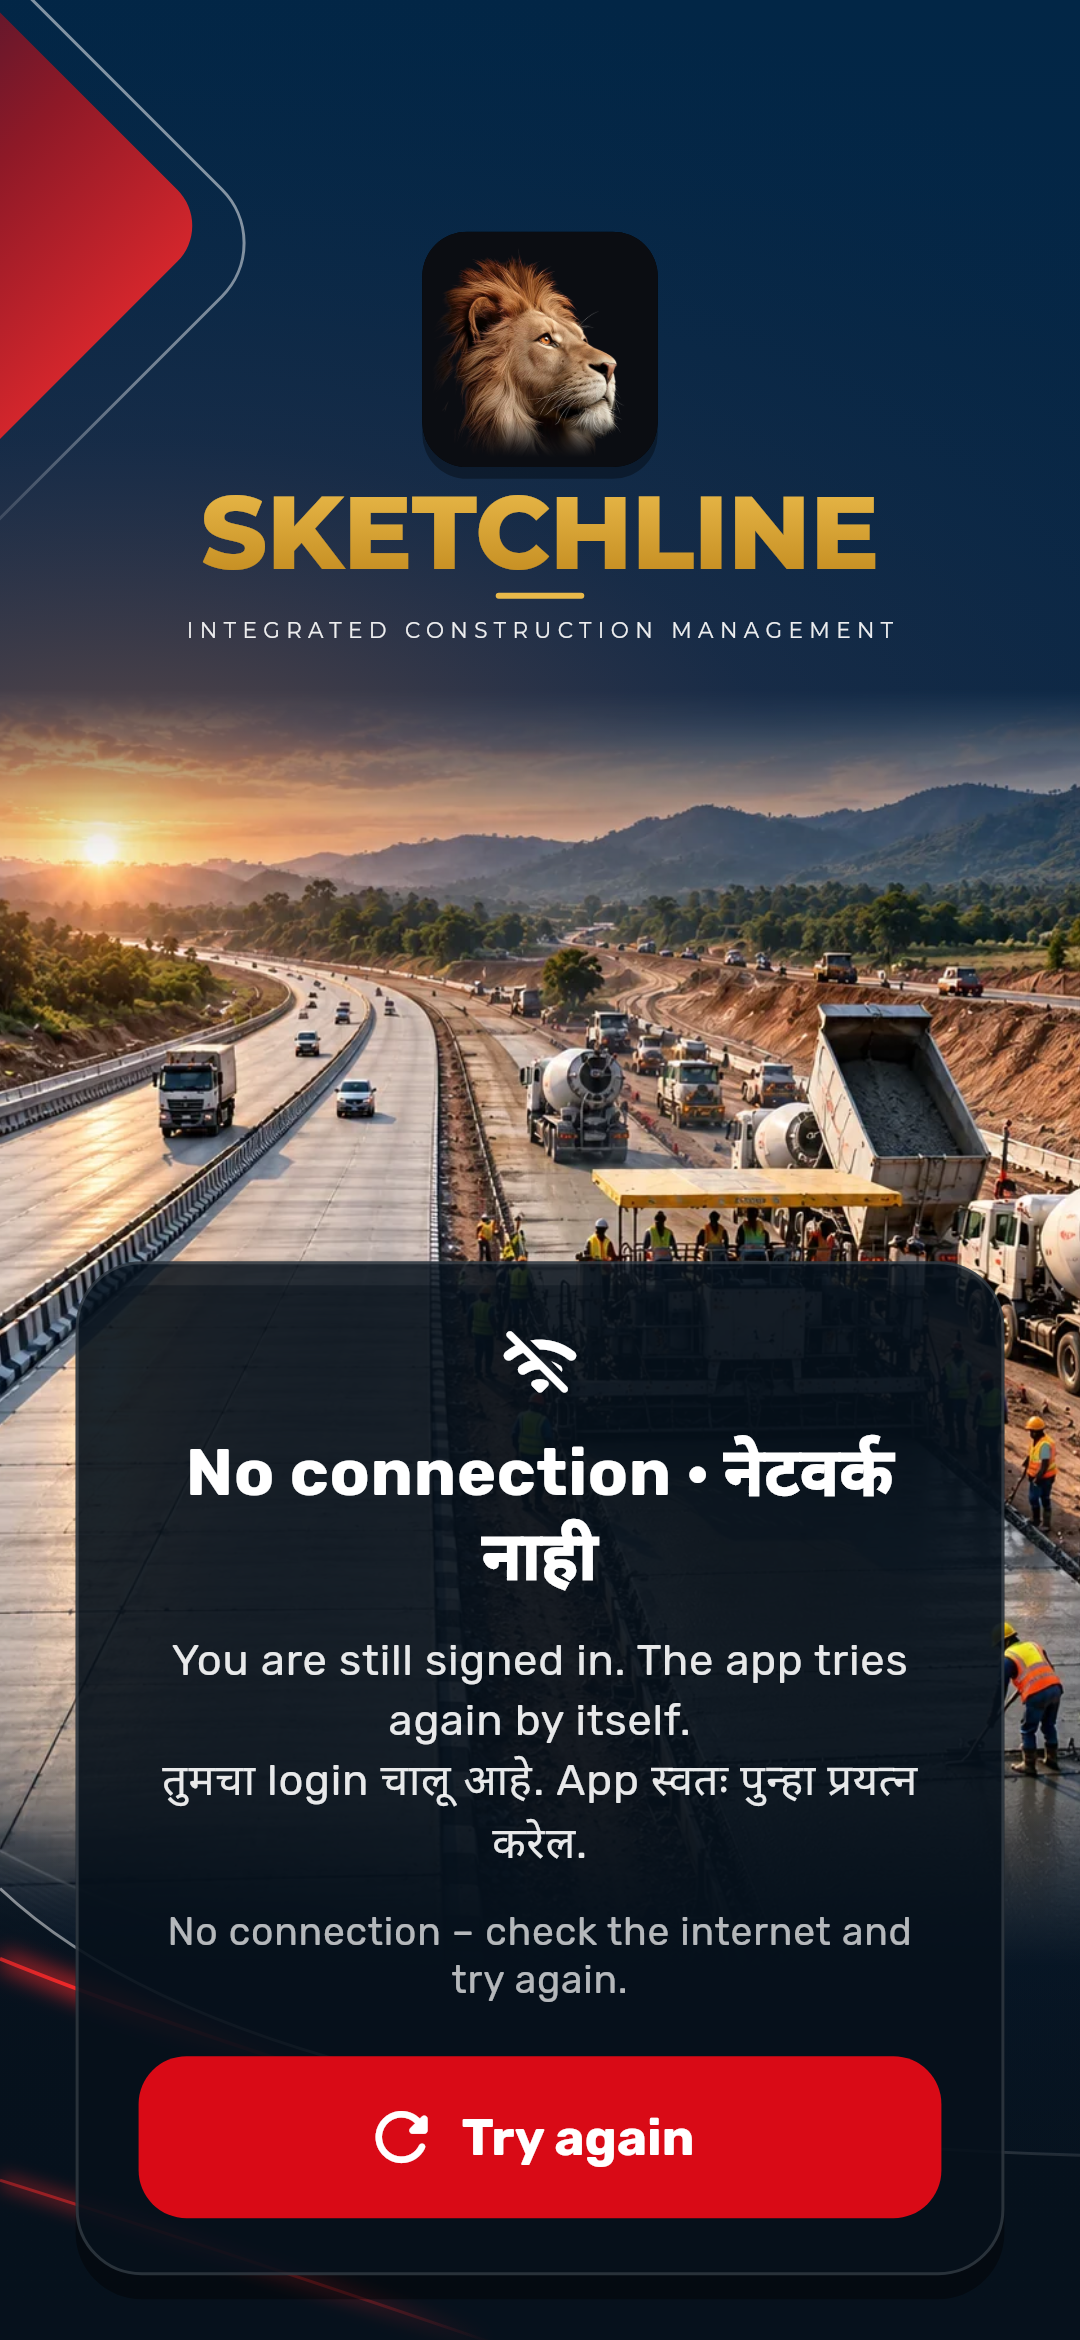 SKETCHLINE
INTEGRATED CONSTRUCTION MANAGEMENT
No connection • नेटवर्क
नाही
You are still signed in. The app tries
again by itself.
तुमचा login चालू आहे. App स्वतः पुन्हा प्रयत्न
करेल.
No connection – check the internet and
try again.
Try again